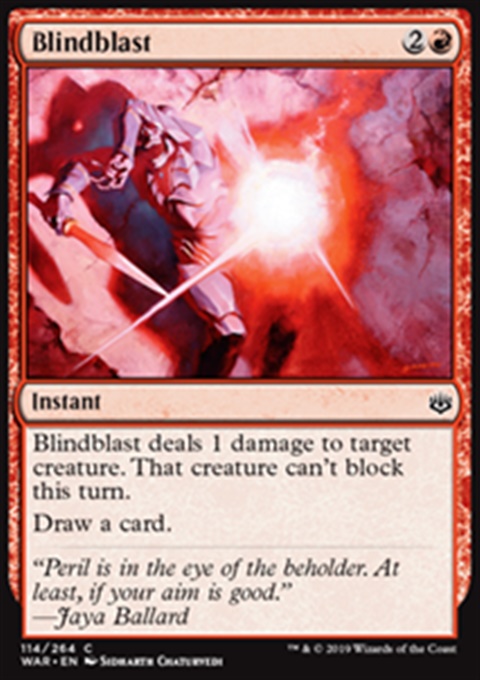 Blindblast 2
Instant
Blindblast deals 1 damage to target
creature. That creature can't block
this turn.
Draw a card.
“Peril is in the eye of the beholder. At
least, if your aim is good.”
—Jaya Ballard
114/264 C
WAR • EN Sidharth Chaturvedi
™ & © 2019 Wizards of the Coast